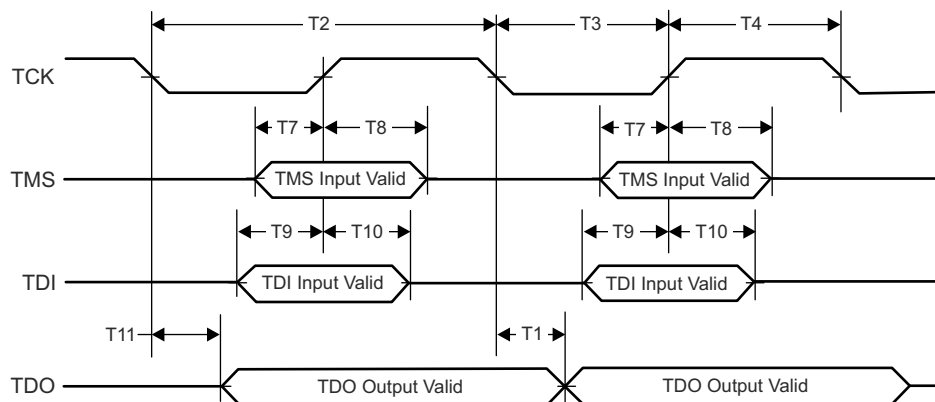 T2 T3 T4
TCK
T7 T8 T7 T8
TMS TMS Input Valid TMS Input Valid
T9 T10 T9 T10
TDI TDI Input Valid TDI Input Valid
T11 T1
TDO TDO Output Valid TDO Output Valid